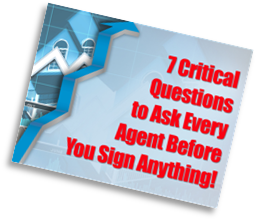 7 Critical
Questions
to Ask Every
Agent Before
You Sign Anything!